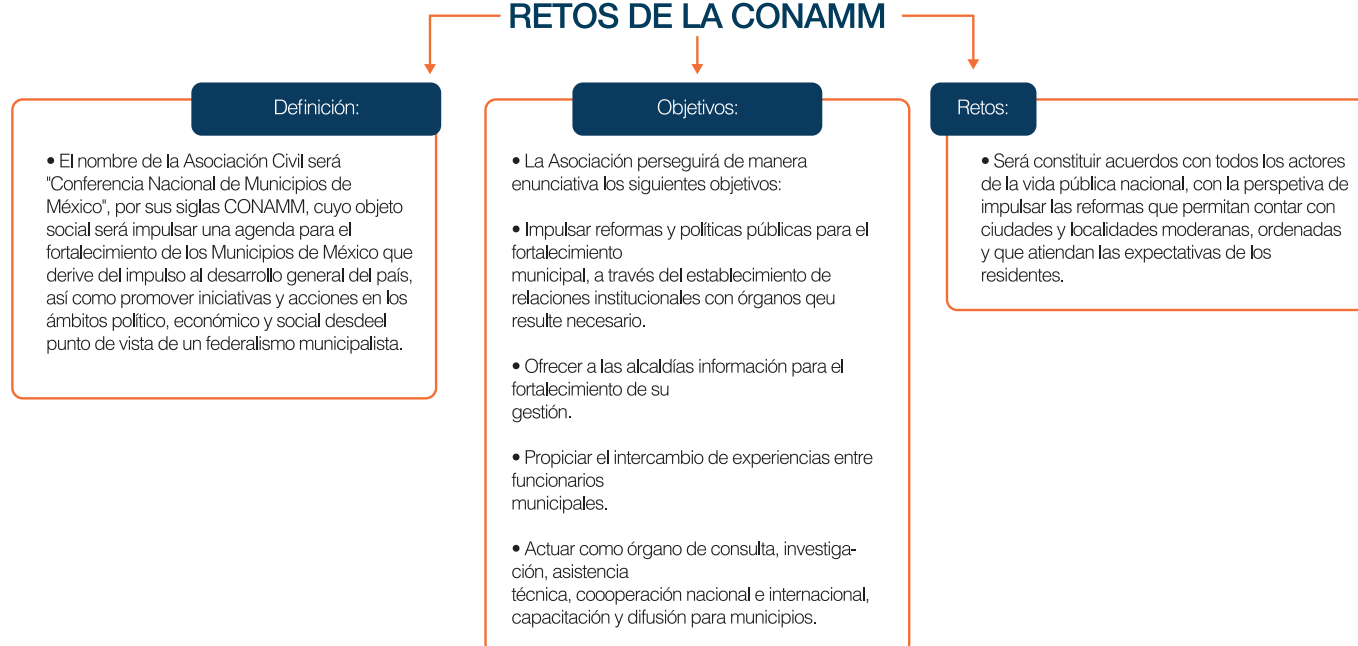 RETOS DE LA CONAMM
Definición:
• El nombre de la Asociación Civil será
"Conferencia Nacional de Municipios de
México", por sus siglas CONAMM, cuyo objeto
social será impulsar una agenda para el
fortalecimiento de los Municipios de México que
derive del impulso al desarrollo general del país,
así como promover iniciativas y acciones en los
ámbitos político, económico y social desdeel
punto de vista de un federalismo municipalista.
Objetivos:
• La Asociación perseguirá de manera
enunciativa los siguientes objetivos:
• Impulsar reformas y políticas públicas para el
fortalecimiento
municipal, a través del establecimiento de
relaciones institucionales con órganos qeu
resulte necesario.
• Ofrecer a las alcaldías información para el
fortalecimiento de su
gestión.
• Propiciar el intercambio de experiencias entre
funcionarios
municipales.
• Actuar como órgano de consulta, investiga-
ción, asistencia
técnica, coooperación nacional e internacional,
capacitación y difusión para municipios.
Retos:
• Será constituir acuerdos con todos los actores
de la vida pública nacional, con la perspetiva de
impulsar las reformas que permitan contar con
ciudades y localidades moderanas, ordenadas
y que atiendan las expectativas de los
residentes.